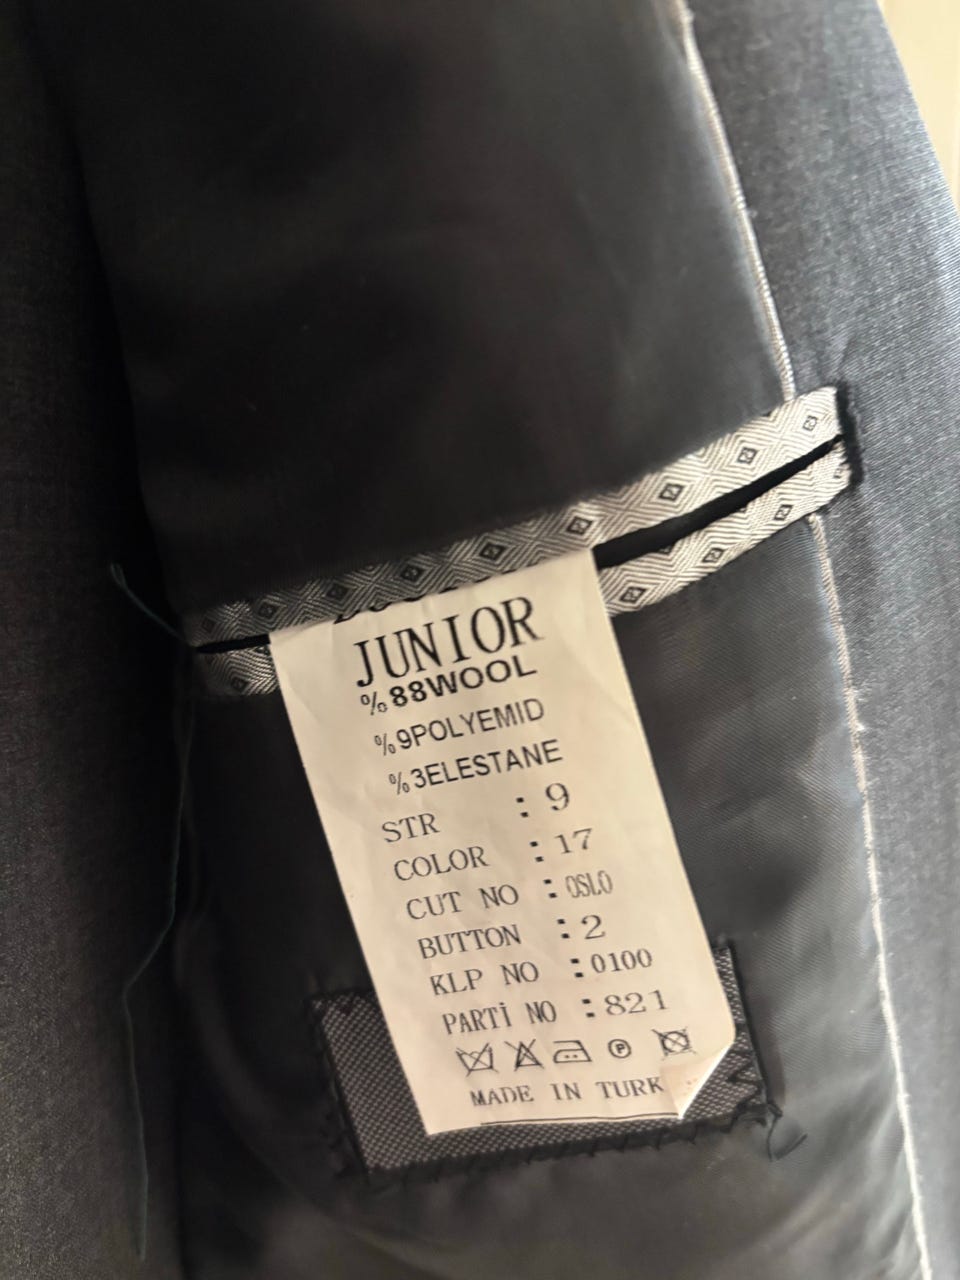 JUNIOR
%88WOOL
%9POLYEMID
%3ELESTANE
STR : 9
COLOR : 17
CUT NO : OSLO
BUTTON : 2
KLP NO : 0100
PARTİ NO : 821
MADE IN TURK